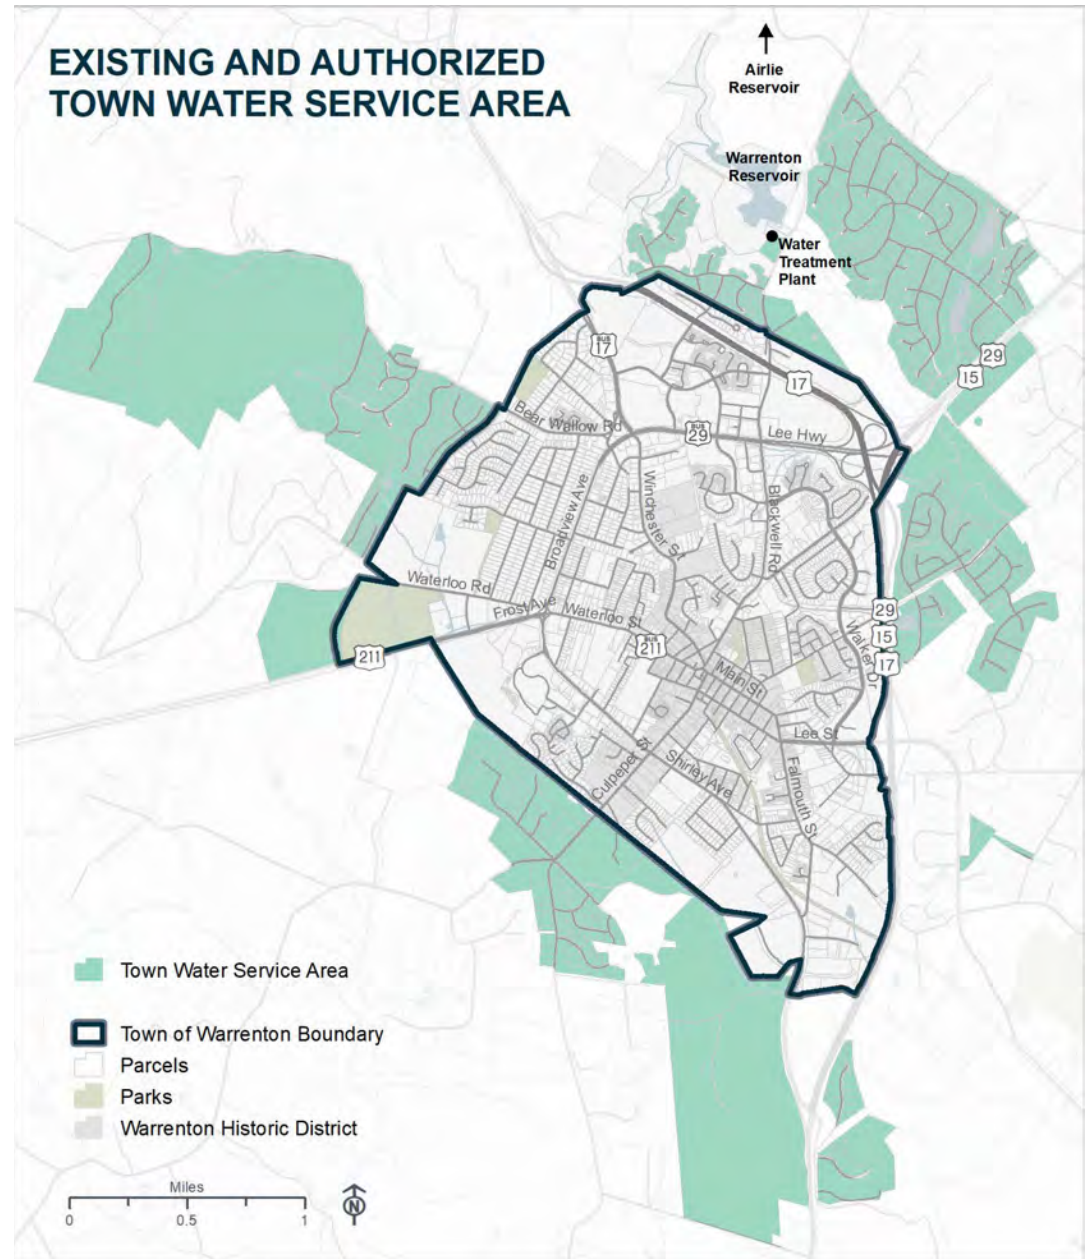 EXISTING AND AUTHORIZED
TOWN WATER SERVICE AREA
Airlie
Reservoir
Warrenton
Reservoir
Water
Treatment
Plant
29
15
BUS
17
17
Bear Wallow Rd
BUS
29
Lee Hwy
Broadview Ave
Winchester St
Blackwell Rd
Waterloo Rd
Frost Ave
Waterloo St
BUS
211
211
29
15
17
Walker Dr
Main St
Lee St
Culpeper St
Shirley Ave
Falmouth St
Town Water Service Area
Town of Warrenton Boundary
Parcels
Parks
Warrenton Historic District
Miles
0
0.5
1
N